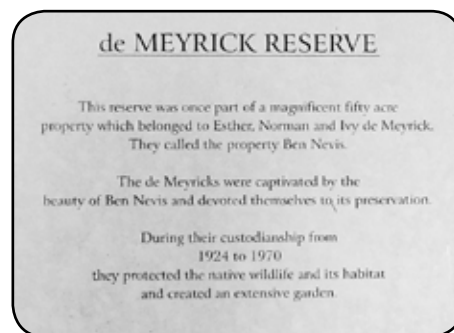 de MEYRICK RESERVE
This reserve was once part of a magnificent fifty acre
property which belonged to Esther, Norman and Ivy de Meyrick.
They called the property Ben Nevis.
The de Meyricks were captivated by the
beauty of Ben Nevis and devoted themselves to its preservation.
During their custodianship from
1924 to 1970
they protected the native wildlife and its habitat
and created an extensive garden.